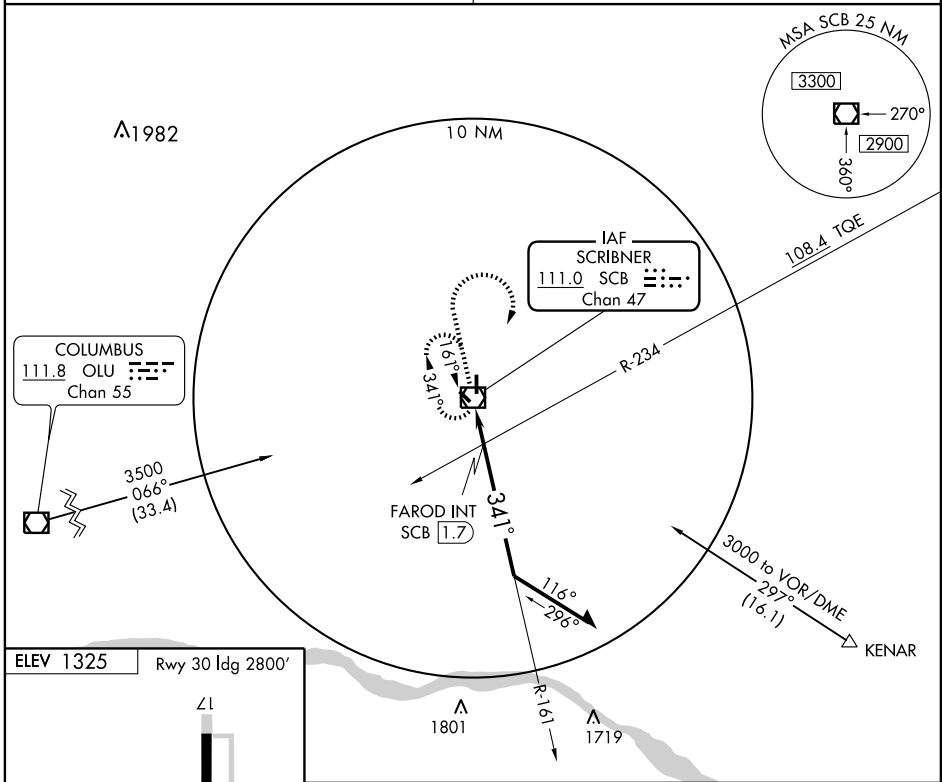 MSA SCB 25 NM
3300
270°
2900
360°
1982
10 NM
108.4 TQE
IAF
SCRIBNER
111.0 SCB
Chan 47
R-234
161°
341°
COLUMBUS
111.8 OLU
Chan 55
3500
066°
(33.4)
FAROD INT
SCB 1.7
341°
116°
296°
3000 to VOR/DME
297°
(16.1)
KENAR
ELEV 1325 Rwy 30 ldg 2800'
17
1801
R-161
1719